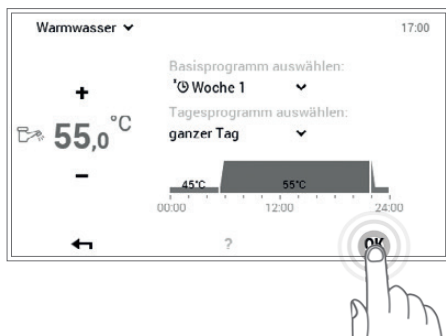 Warmwasser
17:00
Basisprogramm auswählen:
Woche 1
Tagesprogramm auswählen:
ganzer Tag
+
55,0 °C
−
45°C 55°C
00:00 12:00 24:00
?
OK